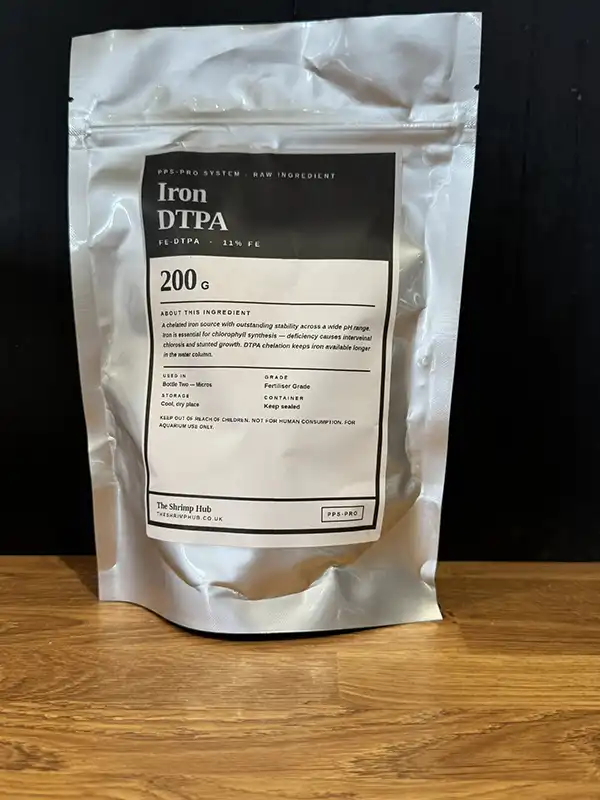 PPS-PRO SYSTEM · RAW INGREDIENT
Iron
DTPA
FE-DTPA · 11% FE
200 G
ABOUT THIS INGREDIENT
A chelated iron source with outstanding stability across a wide pH range.
Iron is essential for chlorophyll synthesis — deficiency causes interveinal
chlorosis and stunted growth. DTPA chelation keeps iron available longer
in the water column.
USED IN
Bottle Two — Micros
GRADE
Fertiliser Grade
STORAGE
Cool, dry place
CONTAINER
Keep sealed
KEEP OUT OF REACH OF CHILDREN. NOT FOR HUMAN CONSUMPTION. FOR
AQUARIUM USE ONLY.
The Shrimp Hub
THESHRIMPHUB.CO.UK
PPS-PRO